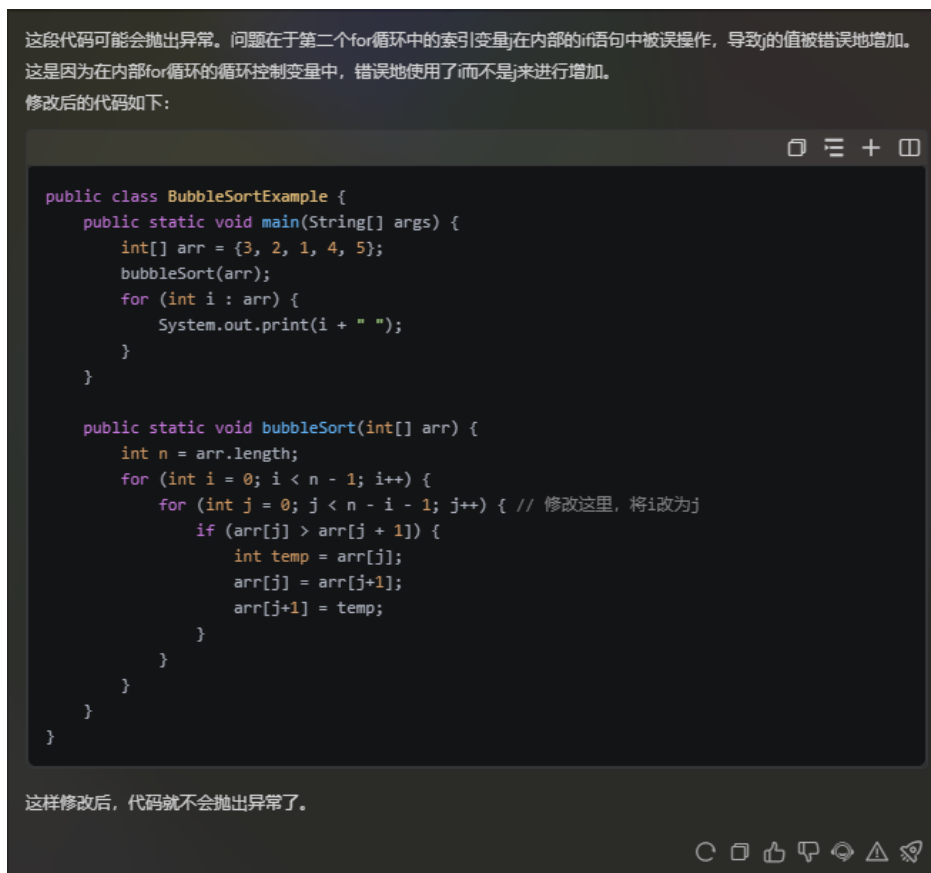 这段代码可能会抛出异常。问题在于第二个for循环中的索引变量j在内部的if语句中被误操作，导致j的值被错误地增加。
这是因为在内部for循环的循环控制变量中，错误地使用了i而不是j来进行增加。
修改后的代码如下：
public class BubbleSortExample {
    public static void main(String[] args) {
        int[] arr = {3, 2, 1, 4, 5};
        bubbleSort(arr);
        for (int i : arr) {
            System.out.print(i + " ");
        }
    }

    public static void bubbleSort(int[] arr) {
        int n = arr.length;
        for (int i = 0; i < n - 1; i++) {
            for (int j = 0; j < n - i - 1; j++) { // 修改这里，将i改为j
                if (arr[j] > arr[j + 1]) {
                    int temp = arr[j];
                    arr[j] = arr[j+1];
                    arr[j+1] = temp;
                }
            }
        }
    }
}
这样修改后，代码就不会抛出异常了。